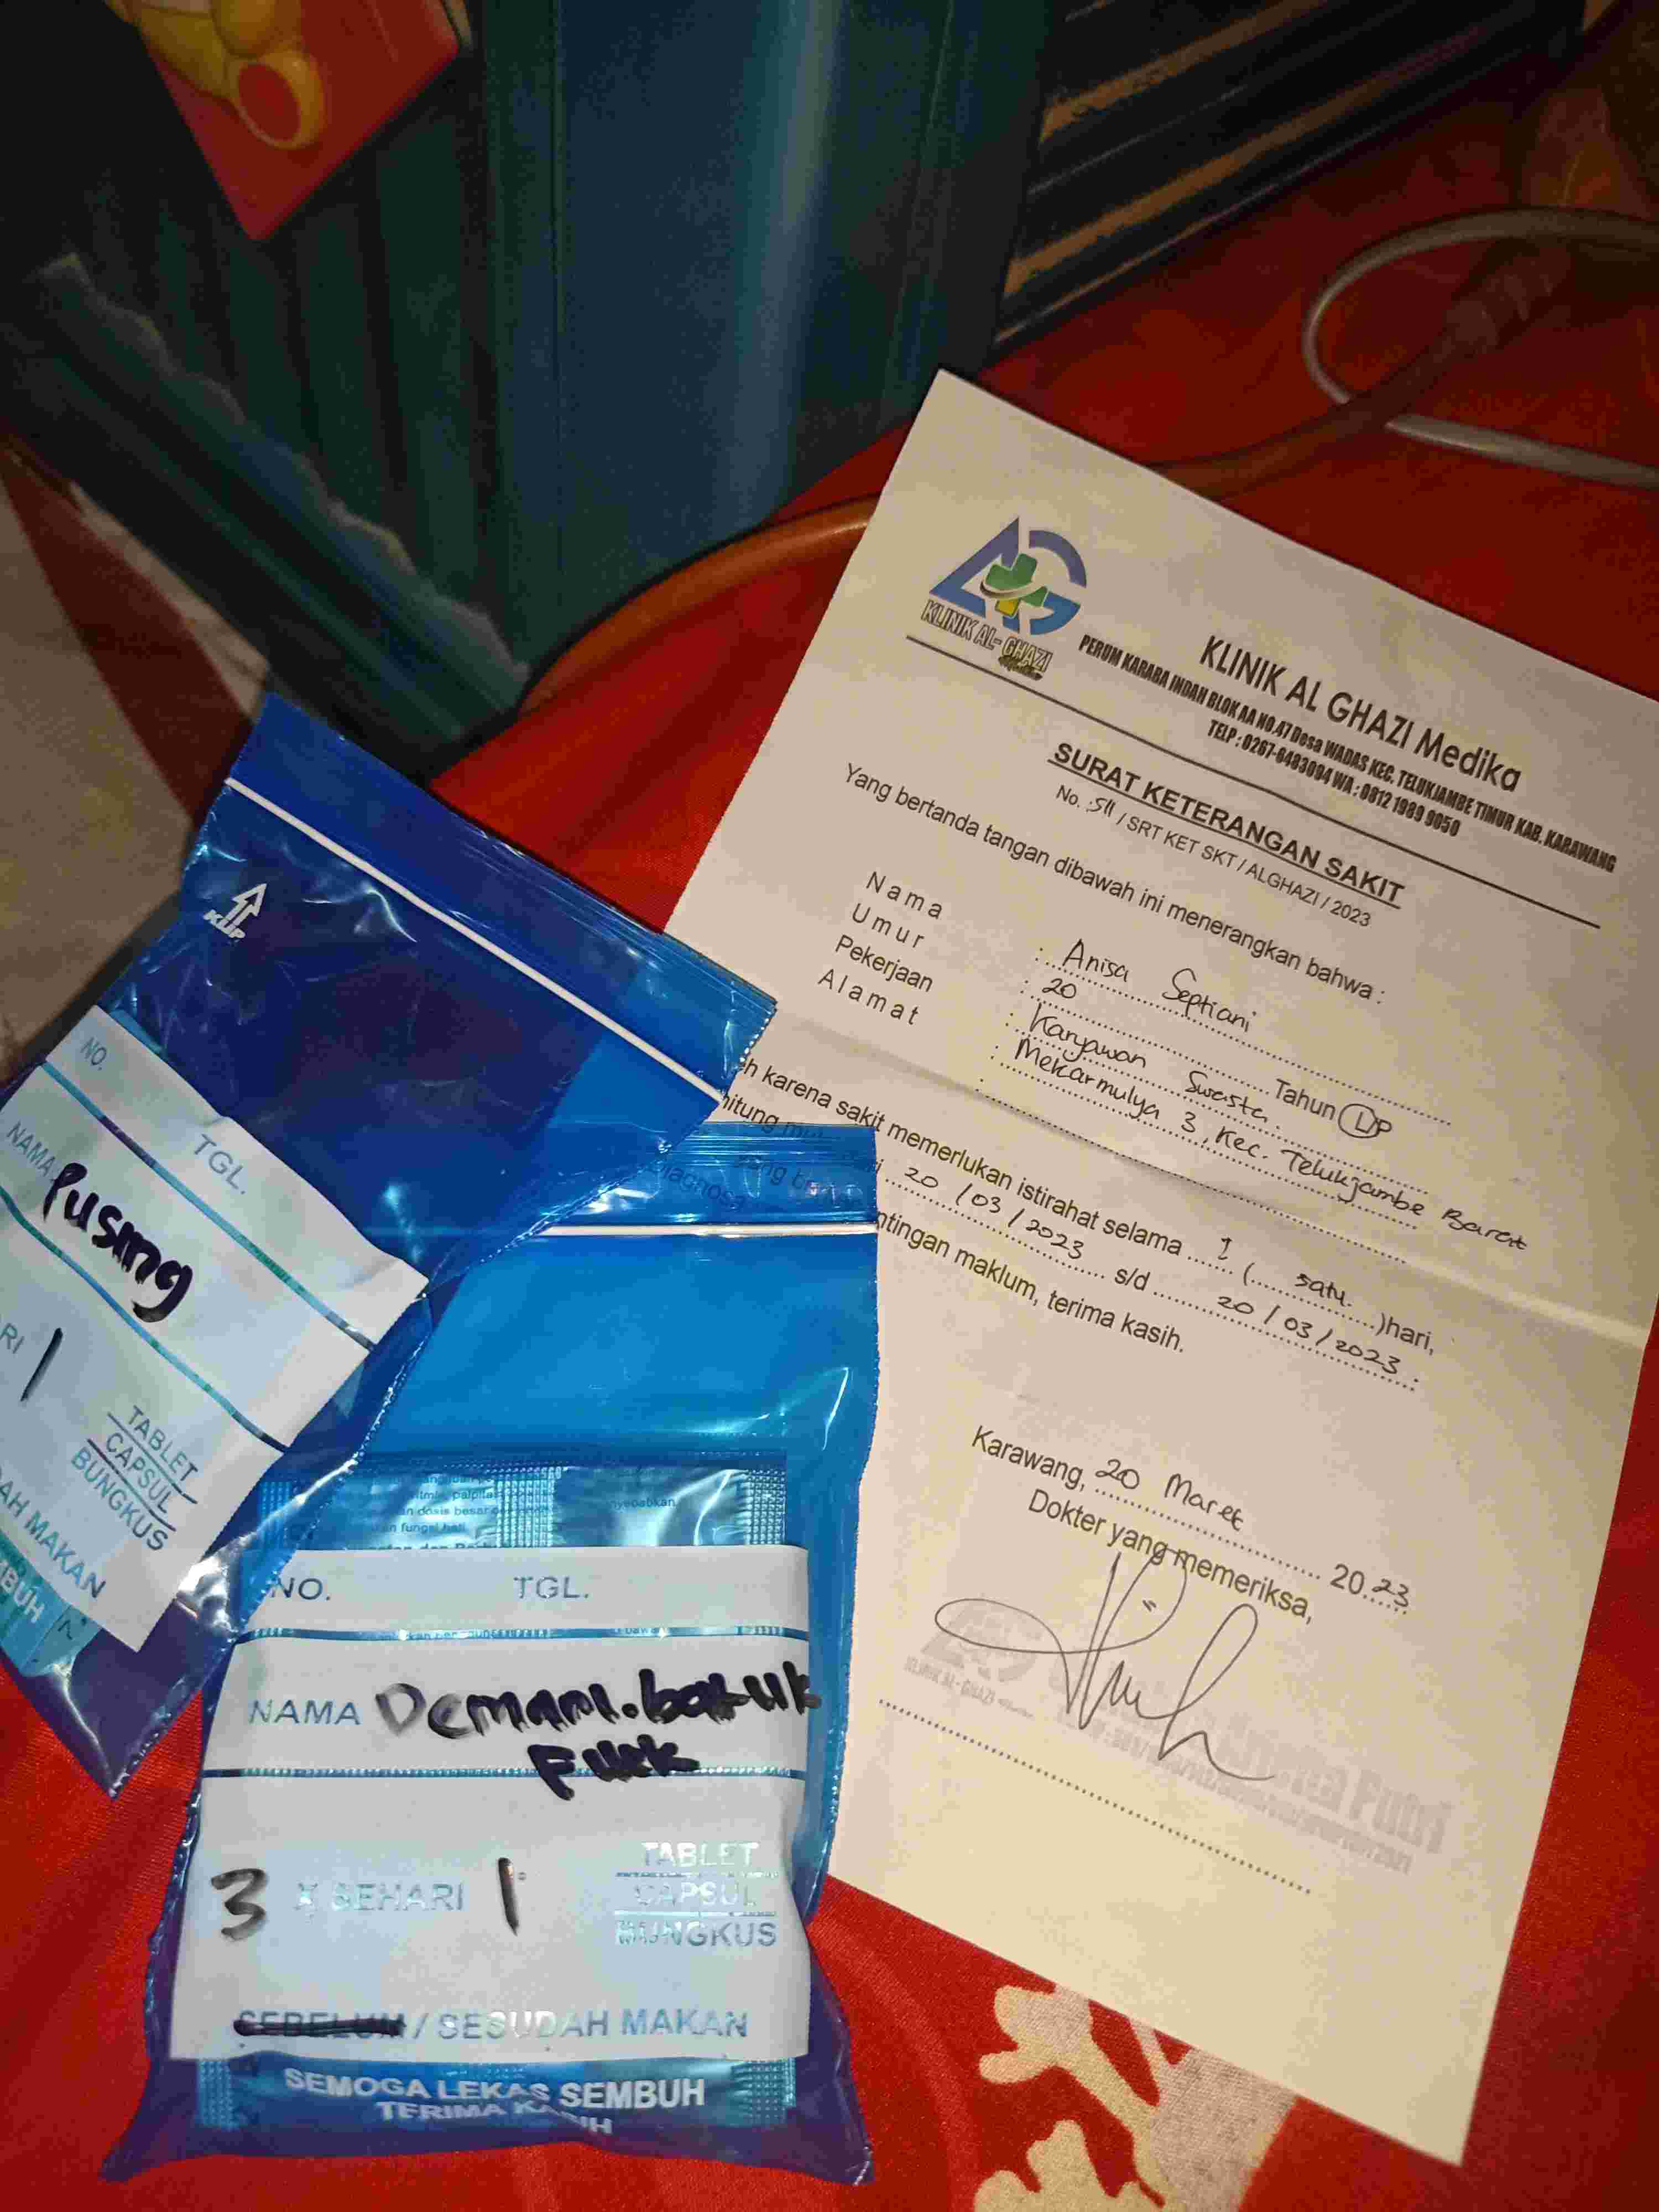 KLINIK AL-GHAZI
KLINIK AL GHAZI Medika
PERUM KARABA INDAH BLOK AA NO.47 Desa WADAS KEC. TELUKJAMBE TIMUR KAB. KARAWANG
TELP : 0267-8483094 WA : 0812 1989 9050
SURAT KETERANGAN SAKIT
No. 511 / SRT KET SKT / ALGHAZI / 2023
Yang bertanda tangan dibawah ini menerangkan bahwa :
Nama : Anisa Septiani
Umur : 20 Tahun L/P
Pekerjaan : Karyawan Swasta.
Alamat : Mekarmulya 3, Kec. Telukjambe Barat
karena sakit memerlukan istirahat selama 1 ( satu. ) hari,
20 / 03 / 2023 s/d 20 / 03 / 2023
maklum, terima kasih.
Karawang, 20 Maret 2023
Dokter yang memeriksa,
Putri
KLIP
NO. TGL.
NAMA Pusing
1 TABLET
CAPSUL
BUNGKUS
MAKAN
NO. TGL.
NAMA Demam. batuk
Flek
3 X SEHARI 1 TABLET
CAPSUL
BUNGKUS
SEBELUM / SESUDAH MAKAN
SEMOGA LEKAS SEMBUH
TERIMA KASIH